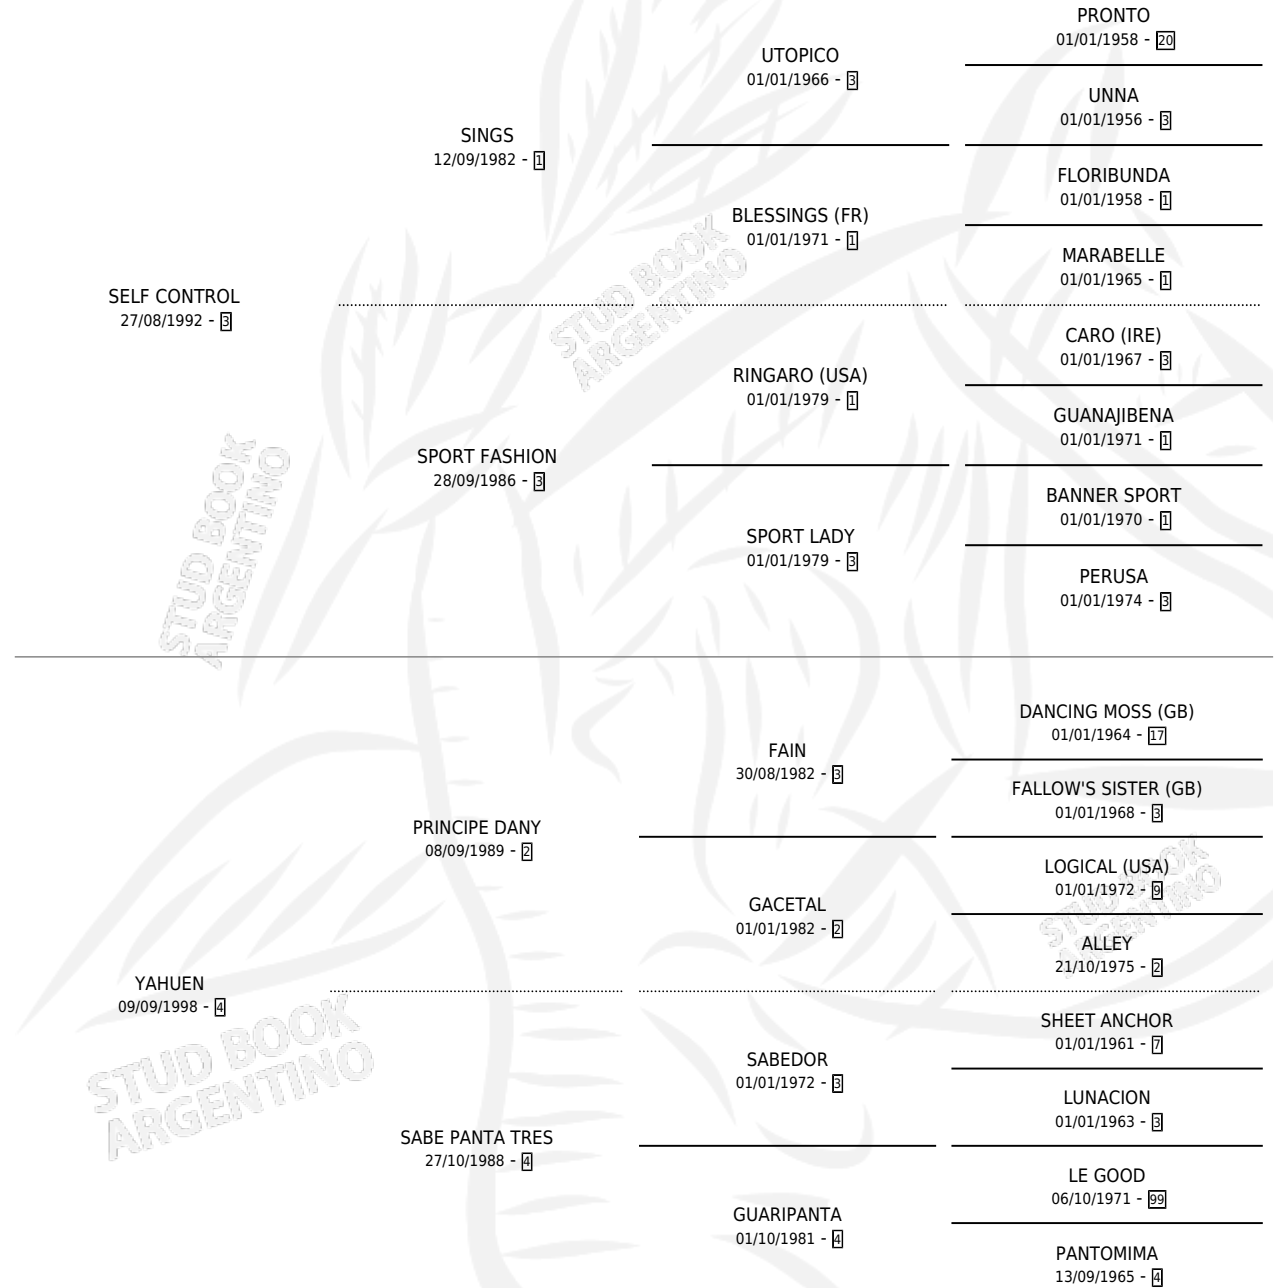 PRONTO
01/01/1958 - 20
UTOPICO
01/01/1966 - 3
UNNA
01/01/1956 - 3
SINGS
12/09/1982 - 1
FLORIBUNDA
01/01/1958 - 1
BLESSINGS (FR)
01/01/1971 - 1
MARABELLE
01/01/1965 - 1
SELF CONTROL
27/08/1992 - 3
CARO (IRE)
01/01/1967 - 3
RINGARO (USA)
01/01/1979 - 1
GUANAJIBENA
01/01/1971 - 1
SPORT FASHION
28/09/1986 - 3
BANNER SPORT
01/01/1970 - 1
SPORT LADY
01/01/1979 - 3
PERUSA
01/01/1974 - 3
DANCING MOSS (GB)
01/01/1964 - 17
FAIN
30/08/1982 - 3
FALLOW'S SISTER (GB)
01/01/1968 - 3
PRINCIPE DANY
08/09/1989 - 2
LOGICAL (USA)
01/01/1972 - 9
GACETAL
01/01/1982 - 2
ALLEY
21/10/1975 - 2
YAHUEN
09/09/1998 - 4
SHEET ANCHOR
01/01/1961 - 7
SABEDOR
01/01/1972 - 3
LUNACION
01/01/1963 - 3
SABE PANTA TRES
27/10/1988 - 4
LE GOOD
06/10/1971 - 99
GUARIPANTA
01/10/1981 - 4
PANTOMIMA
13/09/1965 - 4
STUD BOOK
ARGENTINO
STUD BOOK
ARGENTINO
STUD BOOK
ARGENTINO
STUD BOOK
ARGENTINO